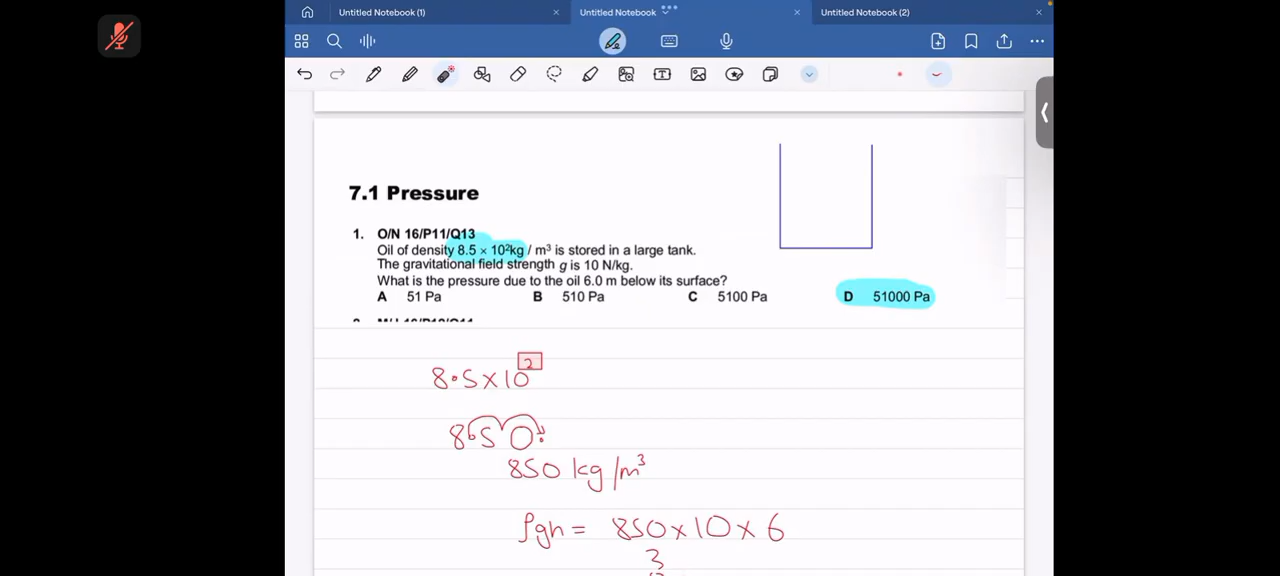 Untitled Notebook (1)
Untitled Notebook
Untitled Notebook (2)
7.1 Pressure
1. O/N 16/P11/Q13
Oil of density 8.5 × 10²kg / m³ is stored in a large tank.
The gravitational field strength g is 10 N/kg.
What is the pressure due to the oil 6.0 m below its surface?
A 51 Pa B 510 Pa C 5100 Pa D 51000 Pa
8.5 × 10²
8.50.
850 kg/m³
ρgh = 850 × 10 × 6
3